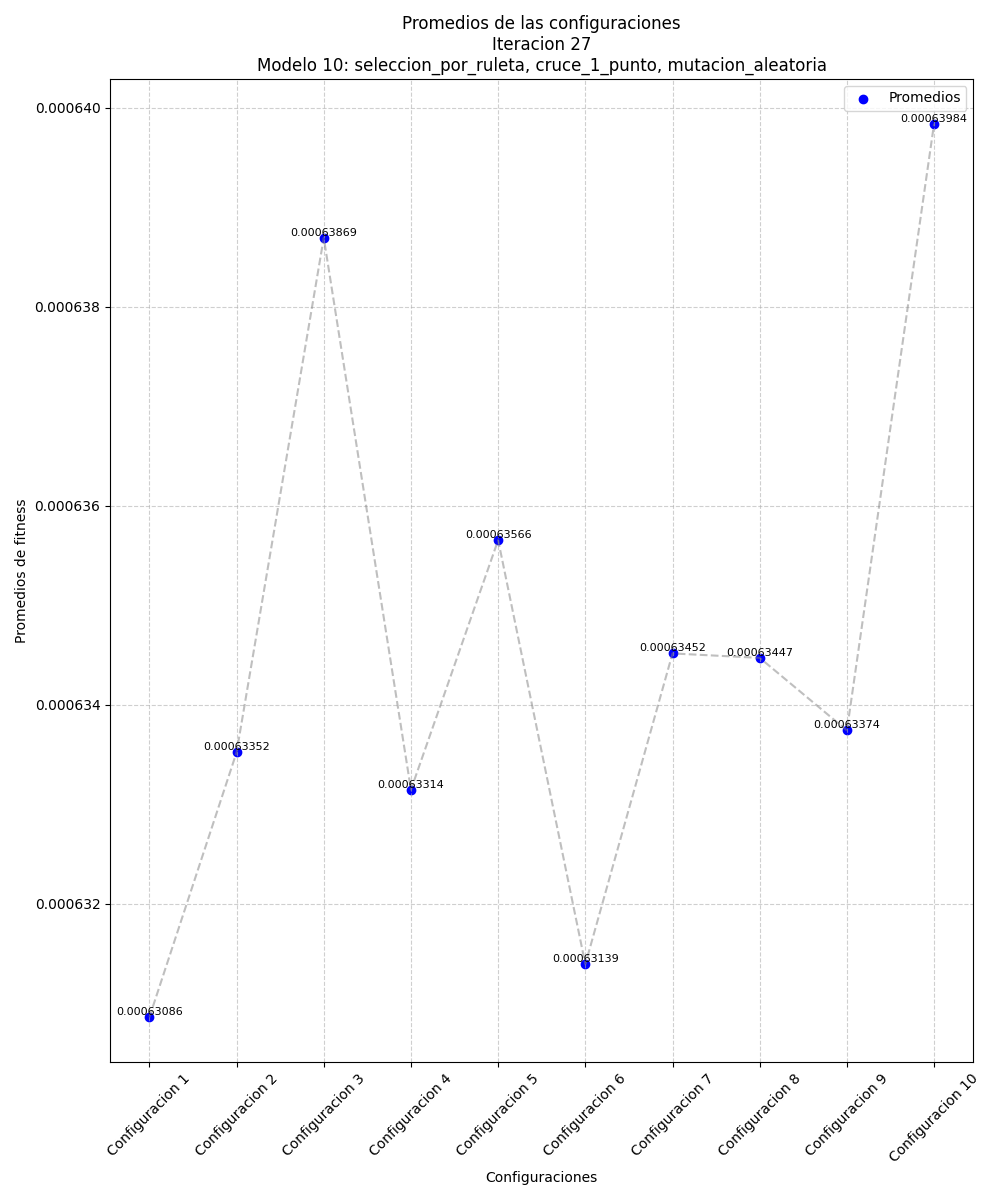 Promedios de las configuraciones
Iteracion 27
Modelo 10: seleccion_por_ruleta, cruce_1_punto, mutacion_aleatoria
Promedios
0.000640
0.000638
0.000636
0.000634
0.000632
Promedios de fitness
0.00063086
0.00063352
0.00063869
0.00063314
0.00063566
0.00063139
0.00063452
0.00063447
0.00063374
0.00063984
Configuracion 1
Configuracion 2
Configuracion 3
Configuracion 4
Configuracion 5
Configuracion 6
Configuracion 7
Configuracion 8
Configuracion 9
Configuracion 10
Configuraciones